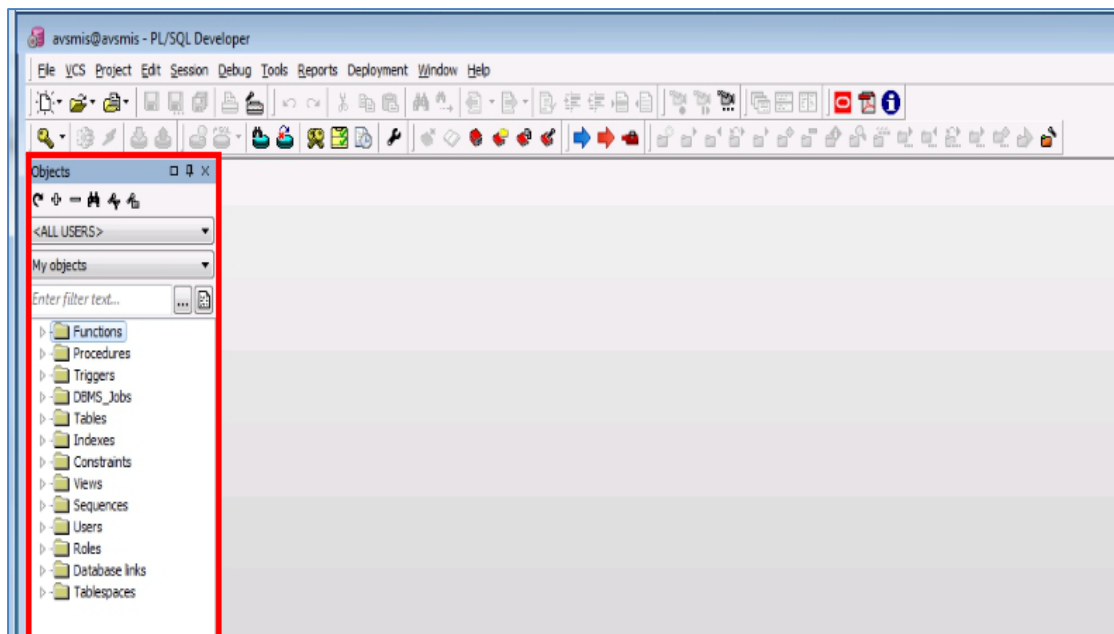 avsmis@avsmis - PL/SQL Developer
File VCS Project Edit Session Debug Tools Reports Deployment Window Help
Objects
<ALL USERS>
My objects
Enter filter text...
...
Functions
Procedures
Triggers
DBMS_Jobs
Tables
Indexes
Constraints
Views
Sequences
Users
Roles
Database links
Tablespaces